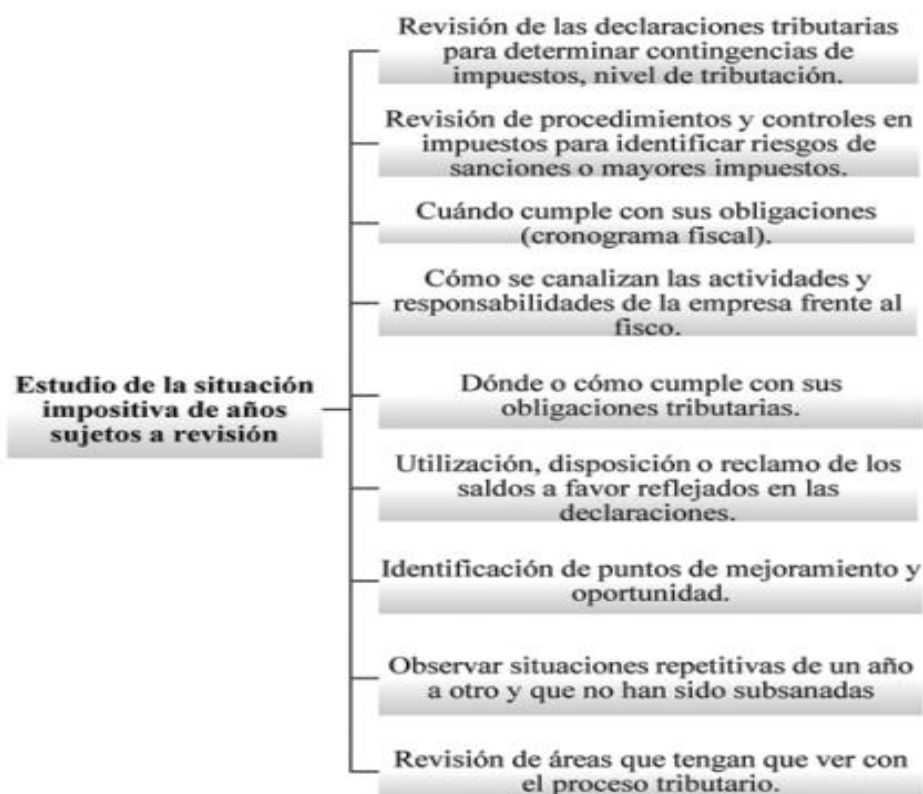 Revisión de las declaraciones tributarias
para determinar contingencias de
impuestos, nivel de tributación.
Revisión de procedimientos y controles en
impuestos para identificar riesgos de
sanciones o mayores impuestos.
Cuándo cumple con sus obligaciones
(cronograma fiscal).
Cómo se canalizan las actividades y
responsabilidades de la empresa frente al
fisco.
Estudio de la situación
impositiva de años
sujetos a revisión
Dónde o cómo cumple con sus
obligaciones tributarias.
Utilización, disposición o reclamo de los
saldos a favor reflejados en las
declaraciones.
Identificación de puntos de mejoramiento y
oportunidad.
Observar situaciones repetitivas de un año
a otro y que no han sido subsanadas
Revisión de áreas que tengan que ver con
el proceso tributario.